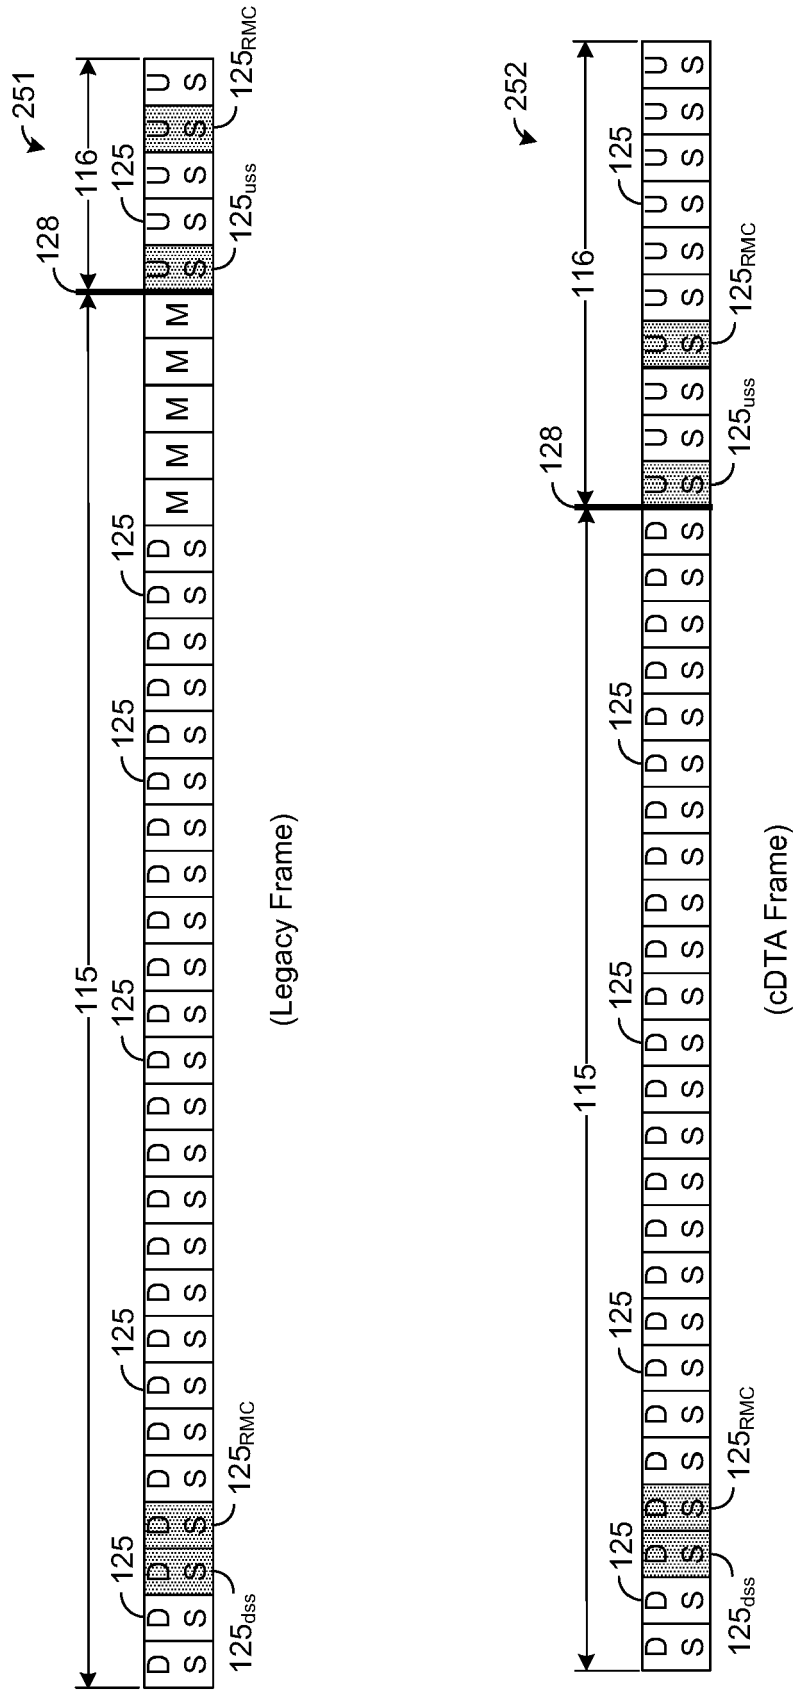 251
128
115 116
125 125 125 125 125 125
D D D D D D D D D D D D D D D D D D D D D D D D D M M M M M U U U U U
S S S S S S S S S S S S S S S S S S S S S S S S S S S S S S
125dss 125RMC 125uss 125RMC
(Legacy Frame)
252
128
115 116
125 125 125 125 125
D D D D D D D D D D D D D D D D D D D D D D D D D U U U U U U U U U U
S S S S S S S S S S S S S S S S S S S S S S S S S S S S S S S S S S S
125dss 125RMC 125uss 125RMC
(cDTA Frame)